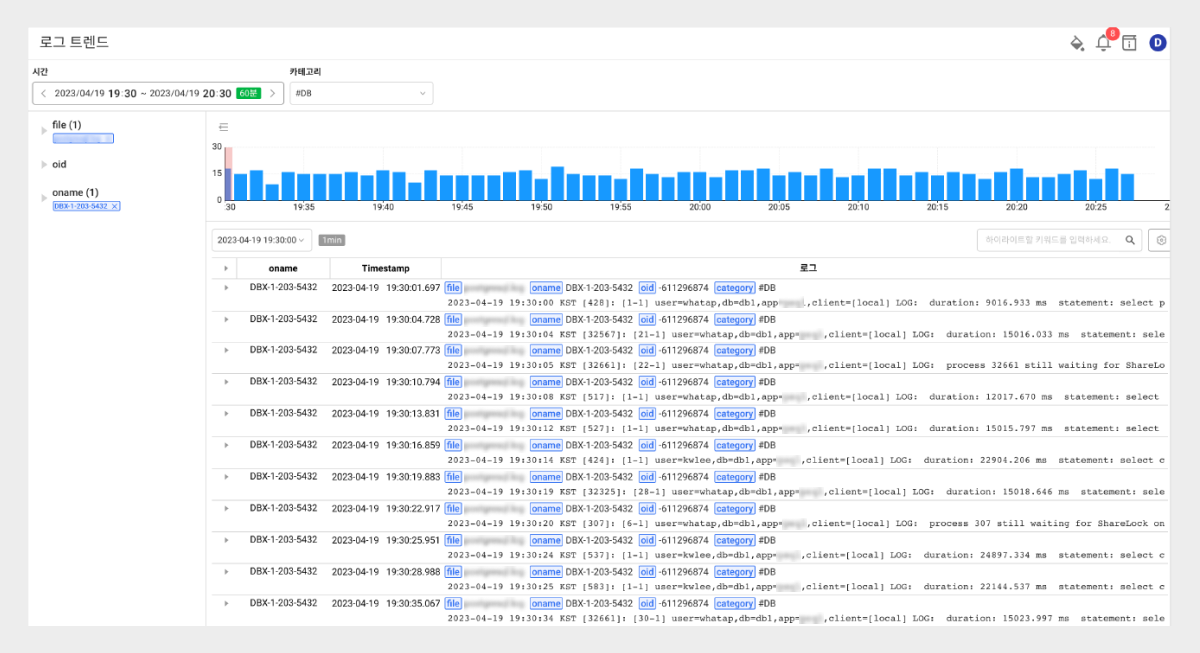 로그 트렌드
8
D
시간
카테고리
2023/04/19 19:30 ~ 2023/04/19 20:30 60분
#DB
file (1)
oid
oname (1)
DBX-1-203-5432 ×
30
15
0
30 19:35 19:40 19:45 19:50 19:55 20:00 20:05 20:10 20:15 20:20 20:25 2
2023-04-19 19:30:00
1min
하이라이트할 키워드를 입력하세요.
oname Timestamp 로그
DBX-1-203-5432 2023-04-19 19:30:01.697 file oname DBX-1-203-5432 oid -611296874 category #DB
2023-04-19 19:30:00 KST [428]: [1-1] user=whatap,db=db1,app= ,client=[local] LOG: duration: 9016.933 ms statement: select p
DBX-1-203-5432 2023-04-19 19:30:04.728 file oname DBX-1-203-5432 oid -611296874 category #DB
2023-04-19 19:30:04 KST [32567]: [21-1] user=whatap,db=db1,app= ,client=[local] LOG: duration: 15016.033 ms statement: sele
DBX-1-203-5432 2023-04-19 19:30:07.773 file oname DBX-1-203-5432 oid -611296874 category #DB
2023-04-19 19:30:05 KST [32661]: [22-1] user=whatap,db=db1,app= ,client=[local] LOG: process 32661 still waiting for ShareLo
DBX-1-203-5432 2023-04-19 19:30:10.794 file oname DBX-1-203-5432 oid -611296874 category #DB
2023-04-19 19:30:08 KST [517]: [1-1] user=whatap,db=db1,app= ,client=[local] LOG: duration: 12017.670 ms statement: select
DBX-1-203-5432 2023-04-19 19:30:13.831 file oname DBX-1-203-5432 oid -611296874 category #DB
2023-04-19 19:30:12 KST [527]: [1-1] user=whatap,db=db1,app= ,client=[local] LOG: duration: 15015.797 ms statement: select
DBX-1-203-5432 2023-04-19 19:30:16.859 file oname DBX-1-203-5432 oid -611296874 category #DB
2023-04-19 19:30:14 KST [424]: [1-1] user=kwlee,db=db1,app= ,client=[local] LOG: duration: 22904.206 ms statement: select c
DBX-1-203-5432 2023-04-19 19:30:19.883 file oname DBX-1-203-5432 oid -611296874 category #DB
2023-04-19 19:30:19 KST [32325]: [28-1] user=whatap,db=db1,app= ,client=[local] LOG: duration: 15018.646 ms statement: sele
DBX-1-203-5432 2023-04-19 19:30:22.917 file oname DBX-1-203-5432 oid -611296874 category #DB
2023-04-19 19:30:20 KST [307]: [6-1] user=whatap,db=db1,app= ,client=[local] LOG: process 307 still waiting for ShareLock on
DBX-1-203-5432 2023-04-19 19:30:25.951 file oname DBX-1-203-5432 oid -611296874 category #DB
2023-04-19 19:30:24 KST [537]: [1-1] user=kwlee,db=db1,app= ,client=[local] LOG: duration: 24897.334 ms statement: select c
DBX-1-203-5432 2023-04-19 19:30:28.988 file oname DBX-1-203-5432 oid -611296874 category #DB
2023-04-19 19:30:25 KST [583]: [1-1] user=kwlee,db=db1,app= ,client=[local] LOG: duration: 22144.537 ms statement: select c
DBX-1-203-5432 2023-04-19 19:30:35.067 file oname DBX-1-203-5432 oid -611296874 category #DB
2023-04-19 19:30:34 KST [32661]: [30-1] user=whatap,db=db1,app= ,client=[local] LOG: duration: 15023.997 ms statement: sele